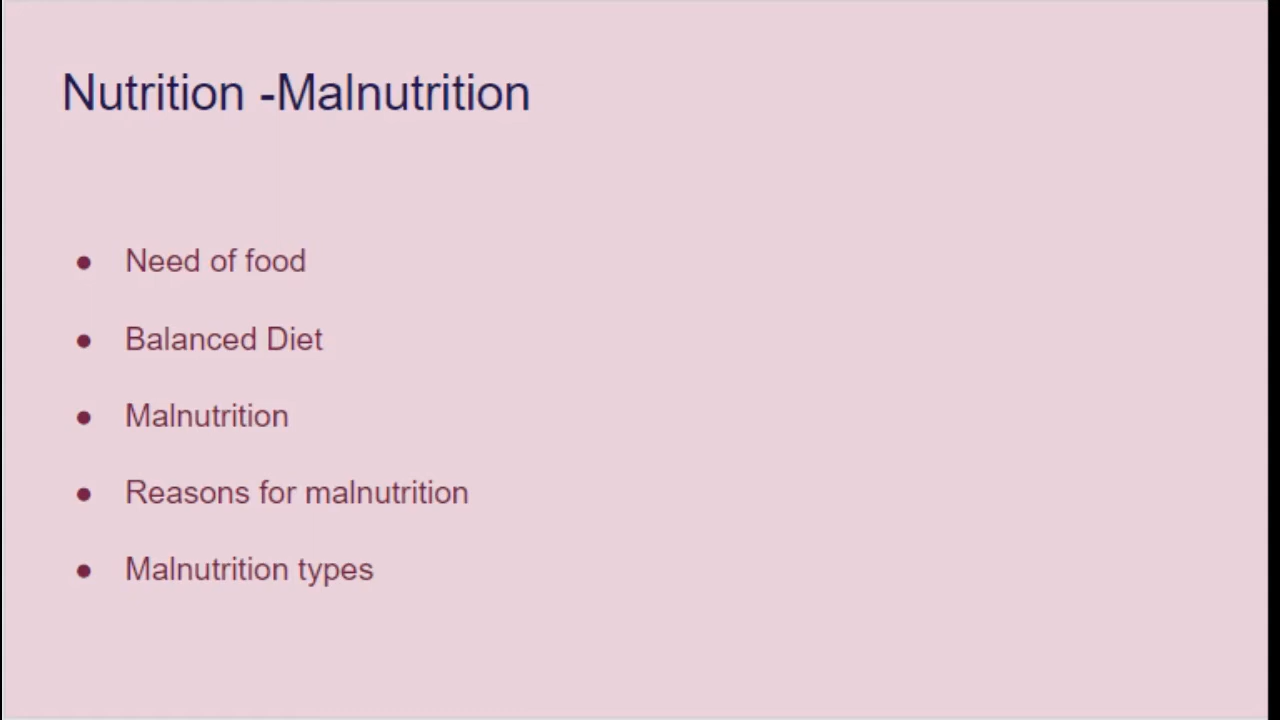 Nutrition -Malnutrition
● Need of food
● Balanced Diet
● Malnutrition
● Reasons for malnutrition
● Malnutrition types